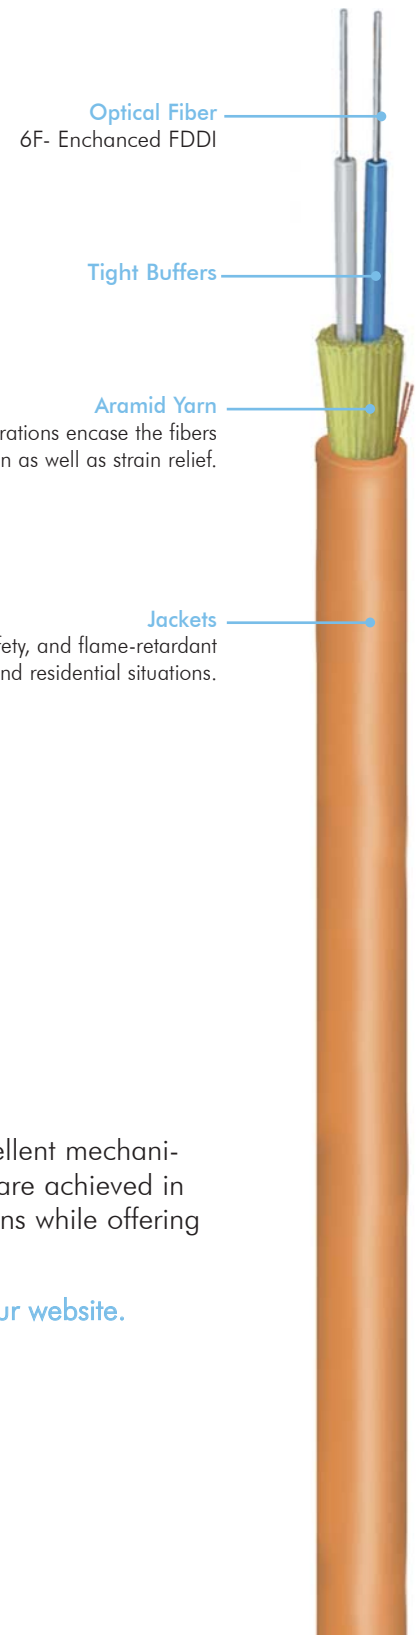 Optical Fiber
6F- Enchanced FDDI
Tight Buffers
Aramid Yarn
rations encase the fibers
n as well as strain relief.
Jackets
ety, and flame-retardant
nd residential situations.
ellent mechani-
are achieved in
ns while offering
ur website.